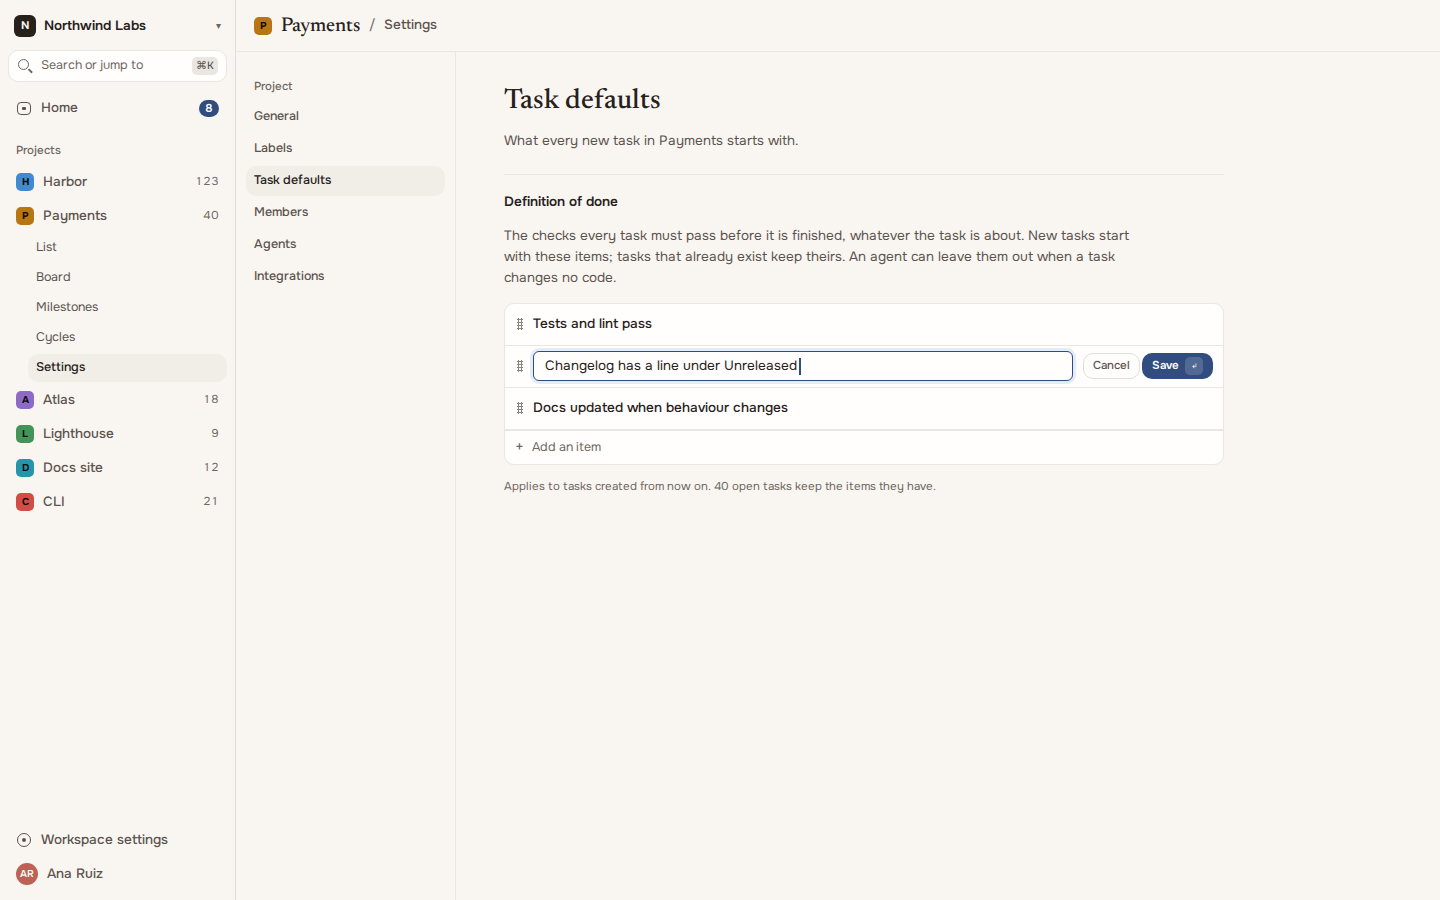 N Northwind Labs ▾
Search or jump to ⌘K
Home 8
Projects
H Harbor 123
P Payments 40
List
Board
Milestones
Cycles
Settings
A Atlas 18
L Lighthouse 9
D Docs site 12
C CLI 21
Workspace settings
AR Ana Ruiz
P Payments / Settings
Project
General
Labels
Task defaults
Members
Agents
Integrations
Task defaults
What every new task in Payments starts with.
Definition of done
The checks every task must pass before it is finished, whatever the task is about. New tasks start
with these items; tasks that already exist keep theirs. An agent can leave them out when a task
changes no code.
Tests and lint pass
Changelog has a line under Unreleased Cancel Save ↵
Docs updated when behaviour changes
+ Add an item
Applies to tasks created from now on. 40 open tasks keep the items they have.